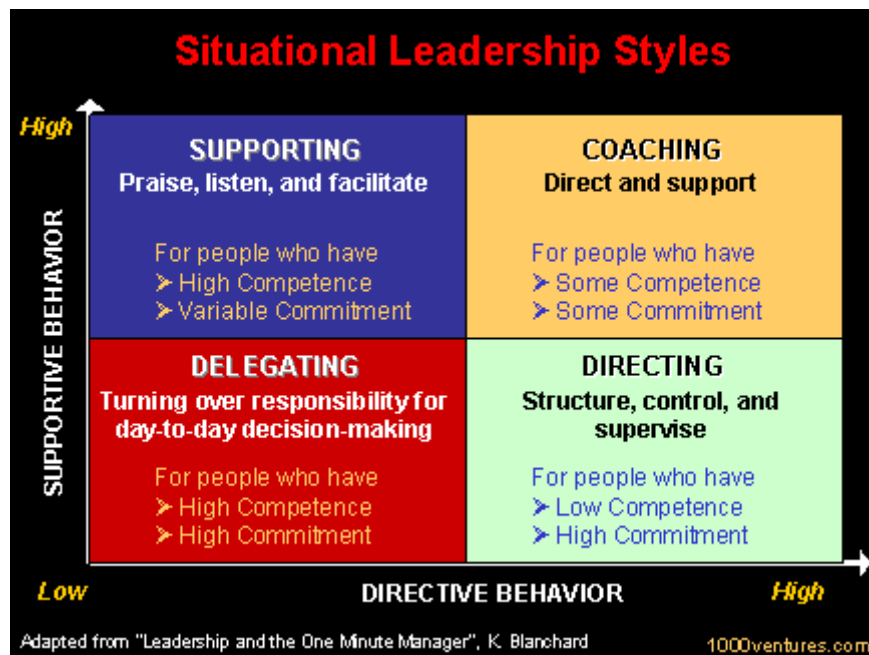 Situational Leadership Styles
High
SUPPORTIVE BEHAVIOR
SUPPORTING
Praise, listen, and facilitate
For people who have
➢ High Competence
➢ Variable Commitment
COACHING
Direct and support
For people who have
➢ Some Competence
➢ Some Commitment
DELEGATING
Turning over responsibility for
day-to-day decision-making
For people who have
➢ High Competence
➢ High Commitment
DIRECTING
Structure, control, and
supervise
For people who have
➢ Low Competence
➢ High Commitment
Low
DIRECTIVE BEHAVIOR
High
Adapted from "Leadership and the One Minute Manager", K. Blanchard
1000ventures.com